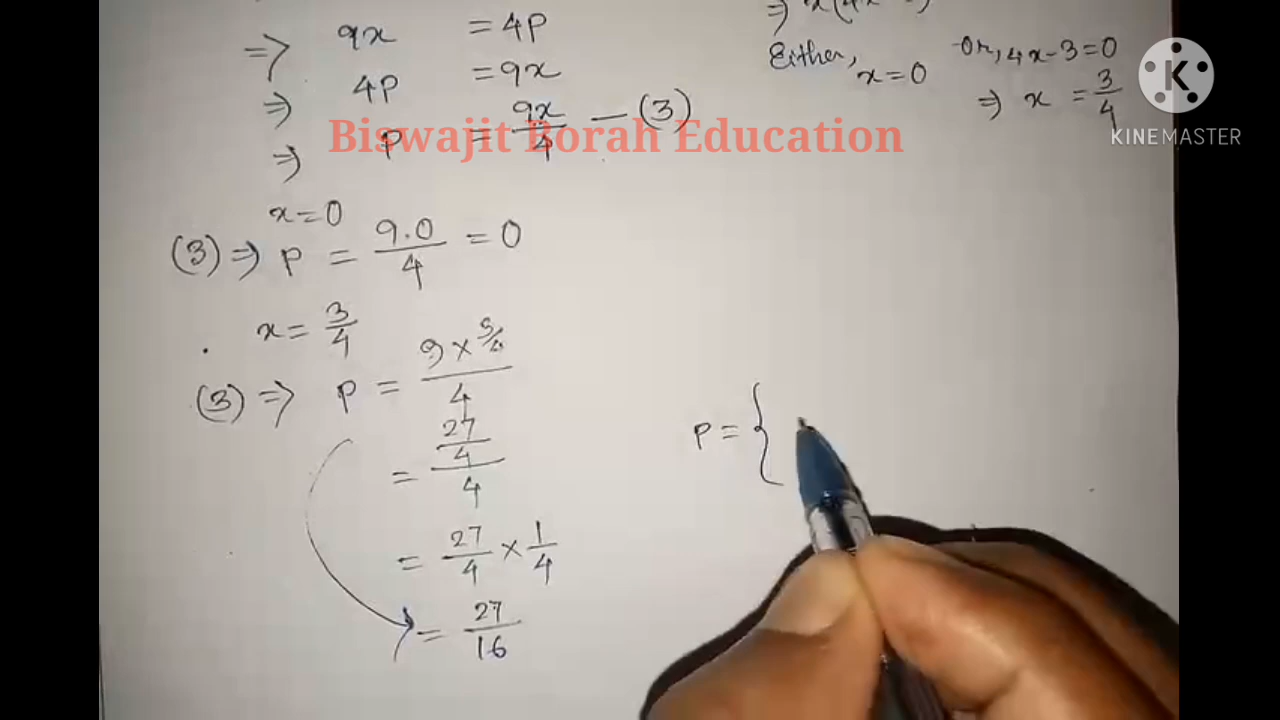 ⇒ 9x = 4P
⇒ 4P = 9x
⇒ P = 9x/4 — (3)
x = 0
(3) ⇒ P = 9.0/4 = 0
x = 3/4
(3) ⇒ P = (9 × 3/4)/4
= (27/4)/4
= 27/4 × 1/4
= 27/16
Either, x = 0 or, 4x - 3 = 0
⇒ x = 3/4
P = {
Biswajit Borah Education
K
KINEMASTER